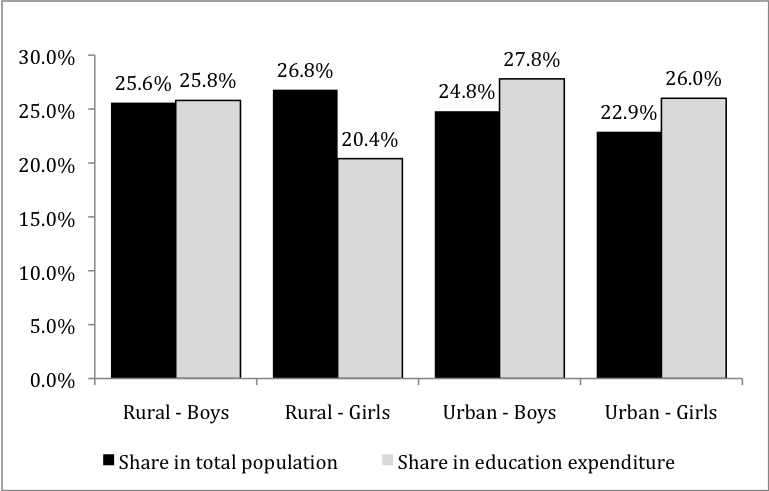 30.0%
25.0%
20.0%
15.0%
10.0%
5.0%
0.0%
25.6% 25.8%
26.8%
20.4%
24.8%
27.8%
22.9%
26.0%
Rural - Boys
Rural - Girls
Urban - Boys
Urban - Girls
Share in total population
Share in education expenditure